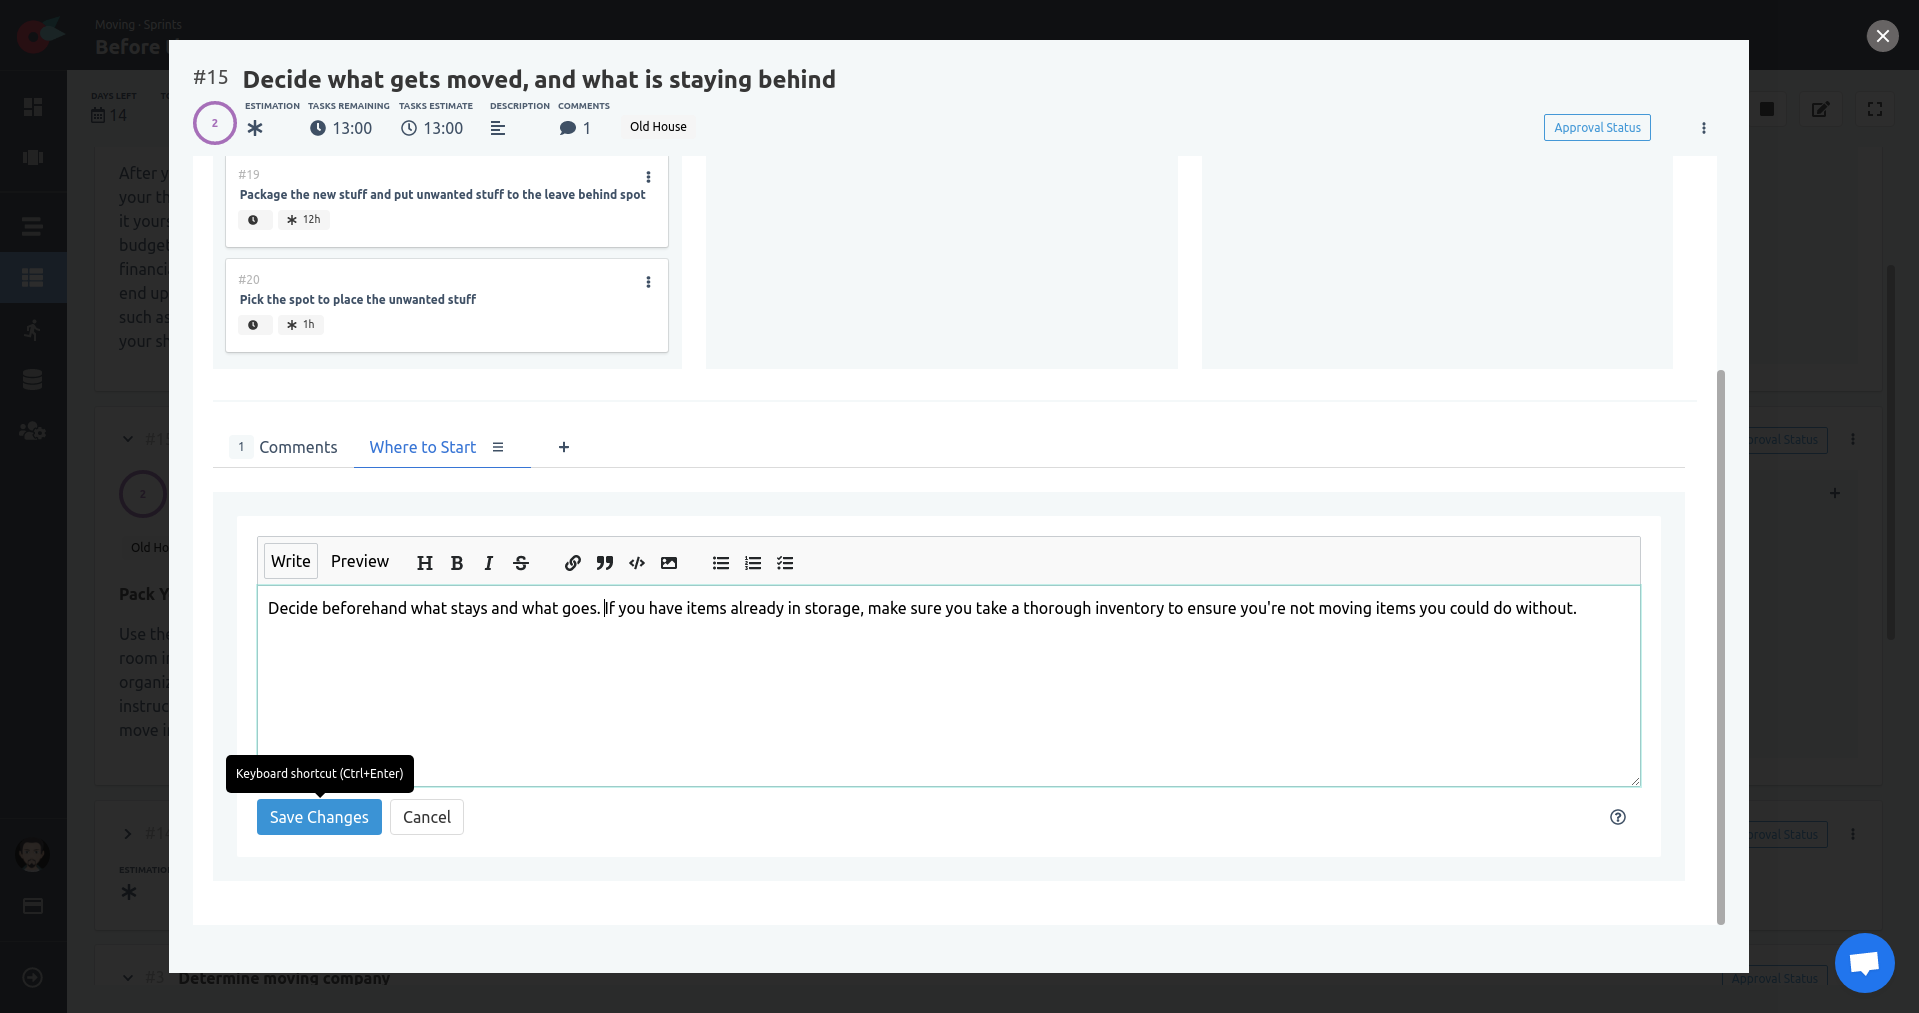 Moving - Sprints
Before
#15 Decide what gets moved, and what is staying behind
2
ESTIMATION
TASKS REMAINING
13:00
TASKS ESTIMATE
13:00
DESCRIPTION
COMMENTS
1
Old House
Approval Status
DAYS LEFT
14
After y
your th
it yours
budget
financi
end up
such as
your sh
#19
Package the new stuff and put unwanted stuff to the leave behind spot
12h
#20
Pick the spot to place the unwanted stuff
1h
1 Comments
Where to Start
Write
Preview
Decide beforehand what stays and what goes. If you have items already in storage, make sure you take a thorough inventory to ensure you're not moving items you could do without.
Keyboard shortcut (Ctrl+Enter)
Save Changes
Cancel
2
Old Ho
Pack Y
Use the
room i
organiz
instruc
move i
proval Status
#14
proval Status
ESTIMATIO
#3 Determine moving company
Approval Status